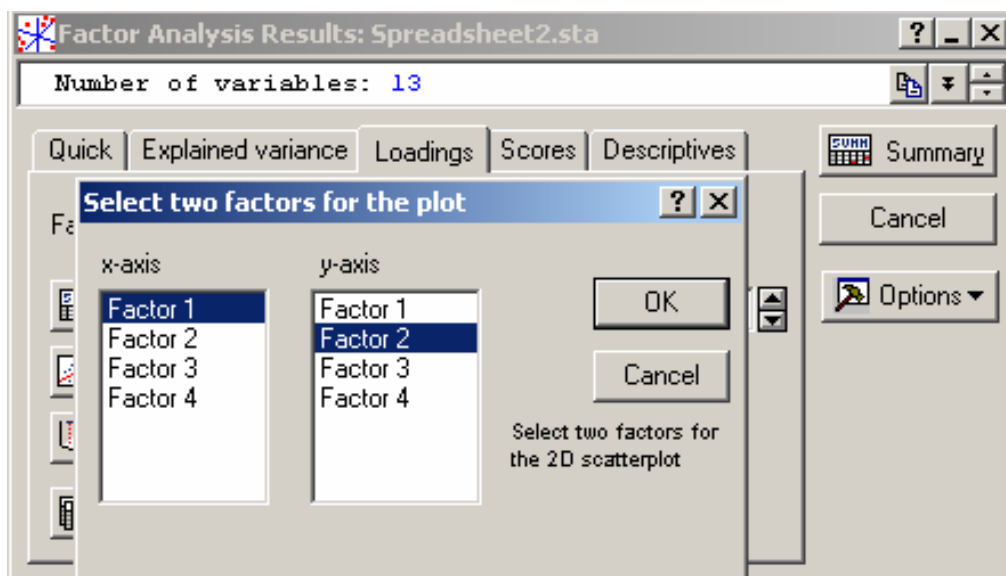 Factor Analysis Results: Spreadsheet2.sta
Number of variables: 13
Quick Explained variance Loadings Scores Descriptives
Summary
Cancel
Options
Fa
Select two factors for the plot
x-axis y-axis
Factor 1 Factor 1
Factor 2 Factor 2
Factor 3 Factor 3
Factor 4 Factor 4
OK
Cancel
Select two factors for
the 2D scatterplot